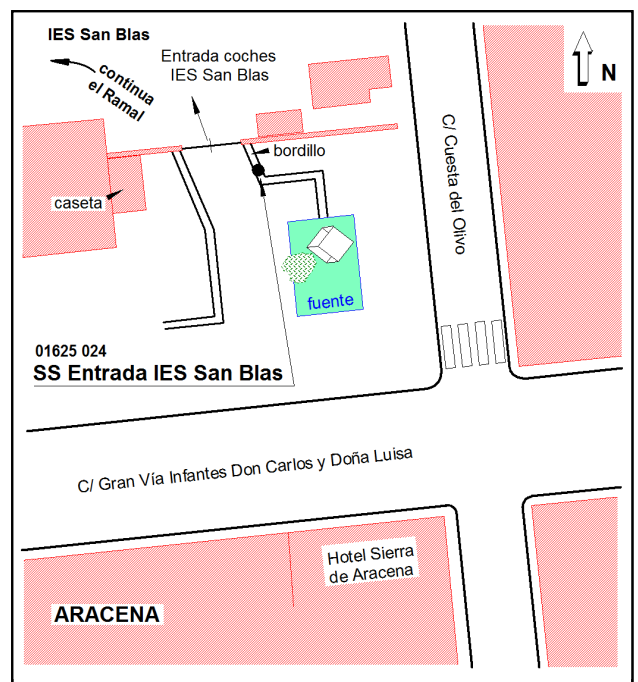 IES San Blas
continua
el Ramal
Entrada coches
IES San Blas
N
bordillo
caseta
C/ Cuesta del Olivo
fuente
01625 024
SS Entrada IES San Blas
C/ Gran Vía Infantes Don Carlos y Doña Luisa
Hotel Sierra
de Aracena
ARACENA